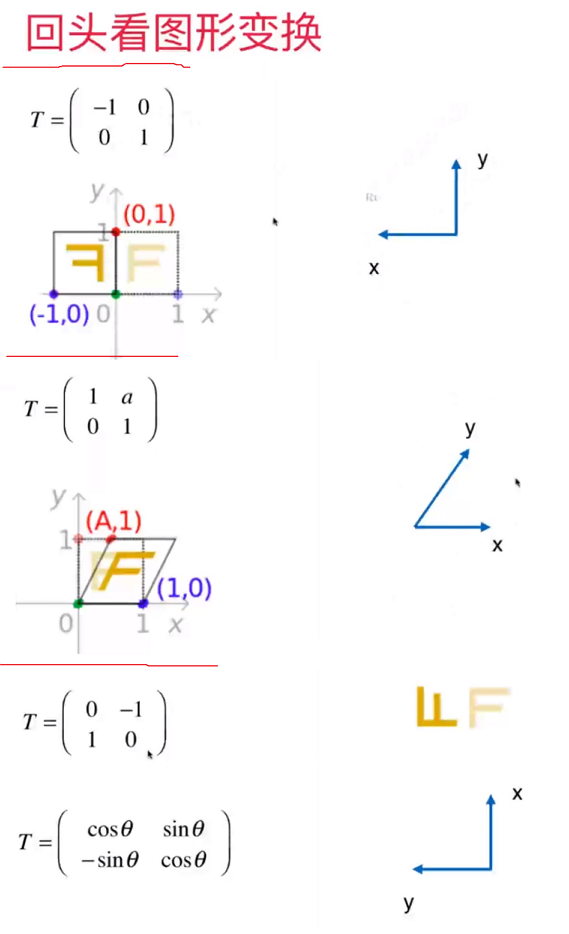 回头看图形变换
T = ( −1 0
0 1 )
y
y
(0,1)
1
F F
x
(-1,0) 0 1 x
T = ( 1 a
0 1 )
y
y
(A,1)
1
x
F F
(1,0)
0 1 x
T = ( 0 −1
1 0 )
F F
x
T = ( cosθ sinθ
−sinθ cosθ )
y